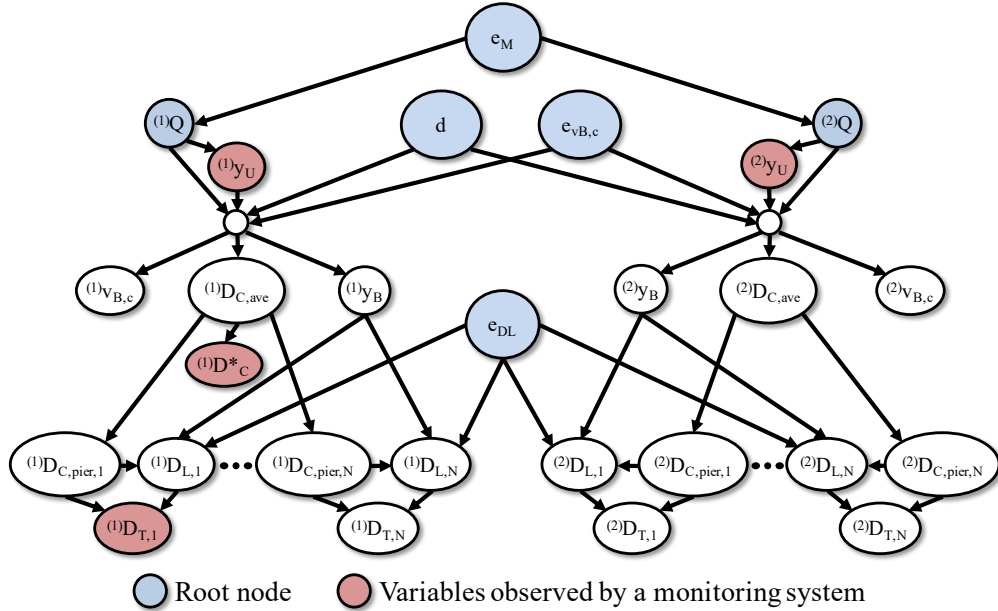 e_M
(1)Q
d
e_vB,c
(2)Q
(1)y_U
(2)y_U
(1)v_B,c
(1)D_C,ave
(1)y_B
(2)y_B
(2)D_C,ave
(2)v_B,c
e_DL
(1)D*_C
(1)D_C,pier,1
(1)D_L,1
(1)D_C,pier,N
(1)D_L,N
(2)D_L,1
(2)D_C,pier,1
(2)D_L,N
(2)D_C,pier,N
(1)D_T,1
(1)D_T,N
(2)D_T,1
(2)D_T,N
Root node
Variables observed by a monitoring system